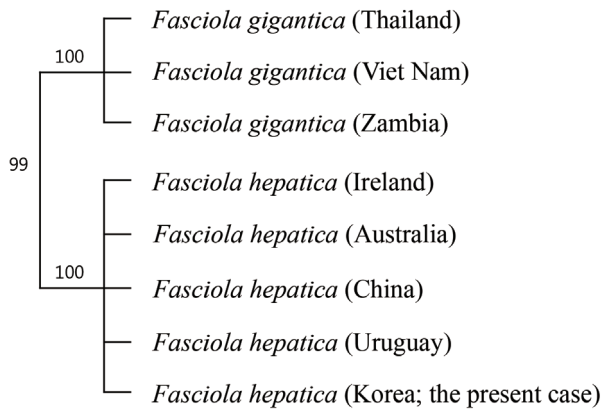 Fasciola gigantica (Thailand)
100
Fasciola gigantica (Viet Nam)
Fasciola gigantica (Zambia)
99
Fasciola hepatica (Ireland)
Fasciola hepatica (Australia)
100
Fasciola hepatica (China)
Fasciola hepatica (Uruguay)
Fasciola hepatica (Korea; the present case)